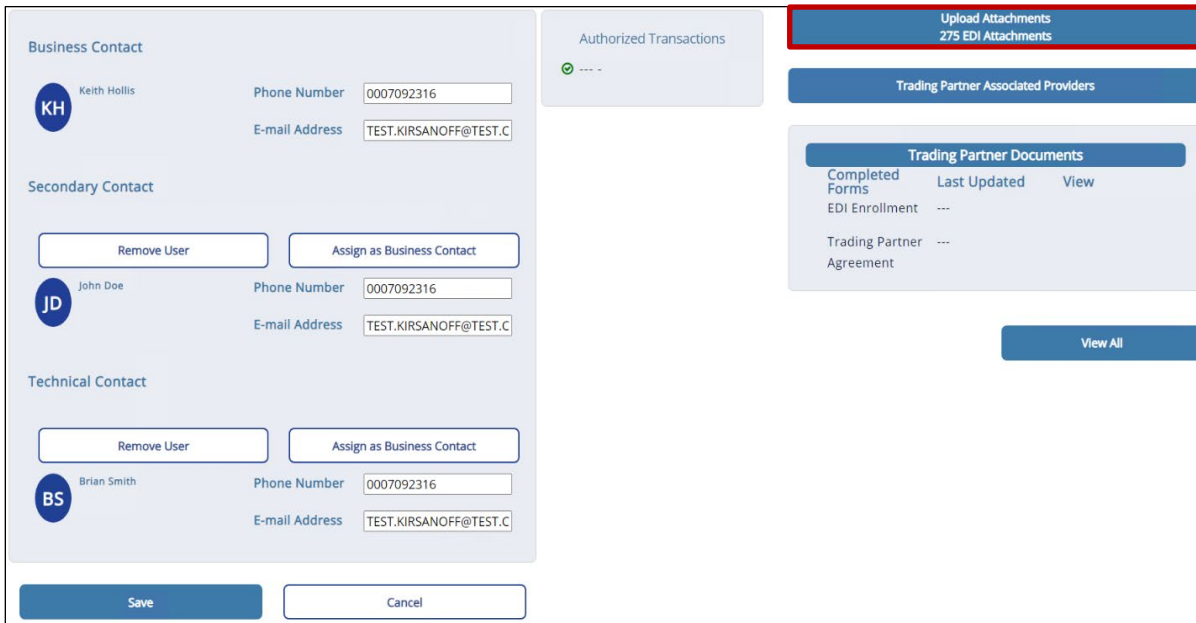 Business Contact
KH
Keith Hollis
Phone Number 0007092316
E-mail Address TEST.KIRSANOFF@TEST.C
Secondary Contact
Remove User Assign as Business Contact
JD
John Doe
Phone Number 0007092316
E-mail Address TEST.KIRSANOFF@TEST.C
Technical Contact
Remove User Assign as Business Contact
BS
Brian Smith
Phone Number 0007092316
E-mail Address TEST.KIRSANOFF@TEST.C
Save Cancel
Authorized Transactions
--- -
Upload Attachments
275 EDI Attachments
Trading Partner Associated Providers
Trading Partner Documents
Completed
Forms Last Updated View
EDI Enrollment ---
Trading Partner ---
Agreement
View All